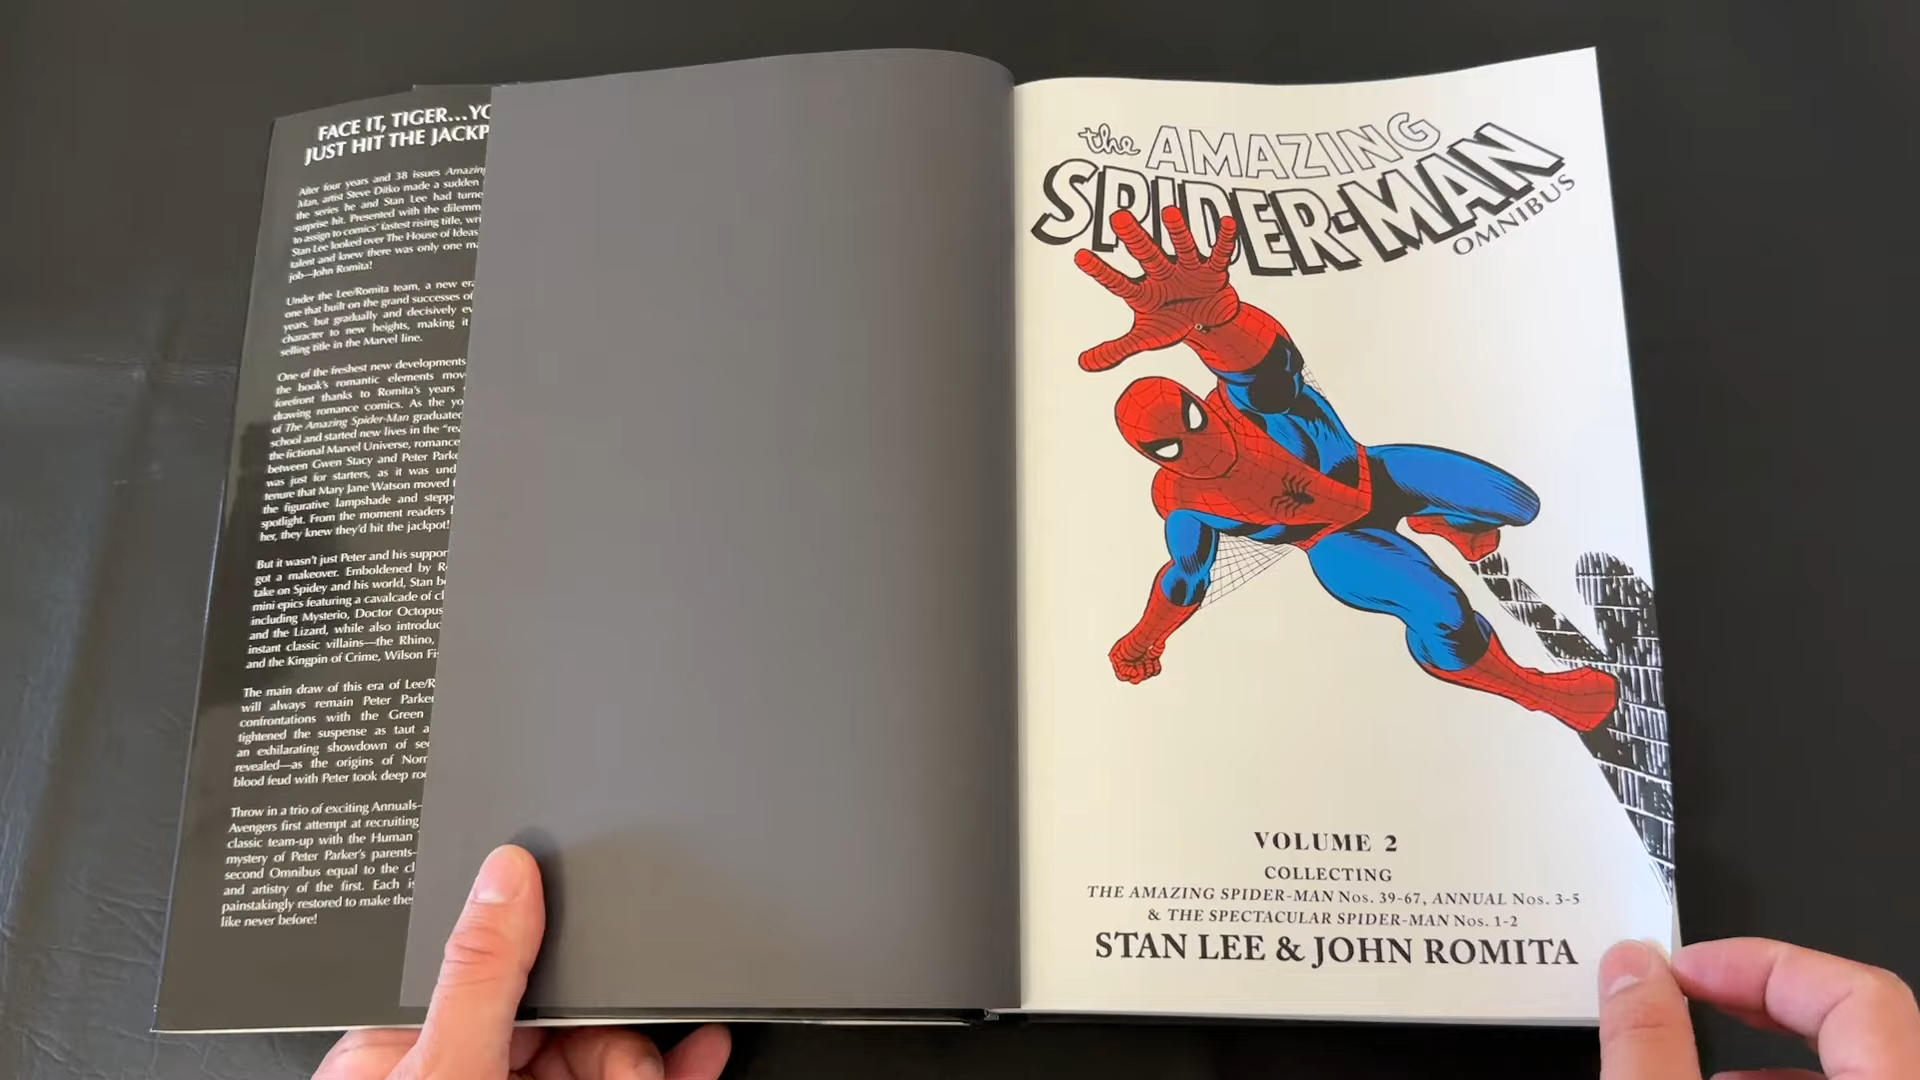 FACE IT, TIGER...YO
JUST HIT THE JACKP
After four years and 38 issues Amazing
Man, artist Steve Ditko made a sudden
the series he and Stan Lee had turne
surprise hit. Presented with the dilemm
to assign to comics' fastest rising title, wri
Stan Lee looked over The House of Ideas
talent and knew there was only one ma
job—John Romita!
Under the Lee/Romita team, a new era
one that built on the grand successes of
years, but gradually and decisively ev
character to new heights, making it
selling title in the Marvel line.
One of the freshest new developments
the book's romantic elements mov
forefront thanks to Romita's years
drawing romance comics. As the yo
of The Amazing Spider-Man graduated
school and started new lives in the "rea
the fictional Marvel Universe, romance
between Gwen Stacy and Peter Parke
was just for starters, as it was und
tenure that Mary Jane Watson moved
the figurative lampshade and stepp
spotlight. From the moment readers
her, they knew they'd hit the jackpot!
But it wasn't just Peter and his suppor
got a makeover. Emboldened by R
take on Spidey and his world, Stan b
mini epics featuring a cavalcade of cl
including Mysterio, Doctor Octopus
and the Lizard, while also introduc
instant classic villains—the Rhino,
and the Kingpin of Crime, Wilson Fi
The main draw of this era of Lee/R
will always remain Peter Parker
confrontations with the Green
tightened the suspense as taut a
an exhilarating showdown of sec
revealed—as the origins of Norm
blood feud with Peter took deep roo
Throw in a trio of exciting Annuals—
Avengers first attempt at recruiting
classic team-up with the Human
mystery of Peter Parker's parents—
second Omnibus equal to the cl
and artistry of the first. Each is
painstakingly restored to make the
like never before!
the AMAZING
SPIDER-MAN
OMNIBUS
VOLUME 2
COLLECTING
THE AMAZING SPIDER-MAN Nos. 39-67, ANNUAL Nos. 3-5
& THE SPECTACULAR SPIDER-MAN Nos. 1-2
STAN LEE & JOHN ROMITA